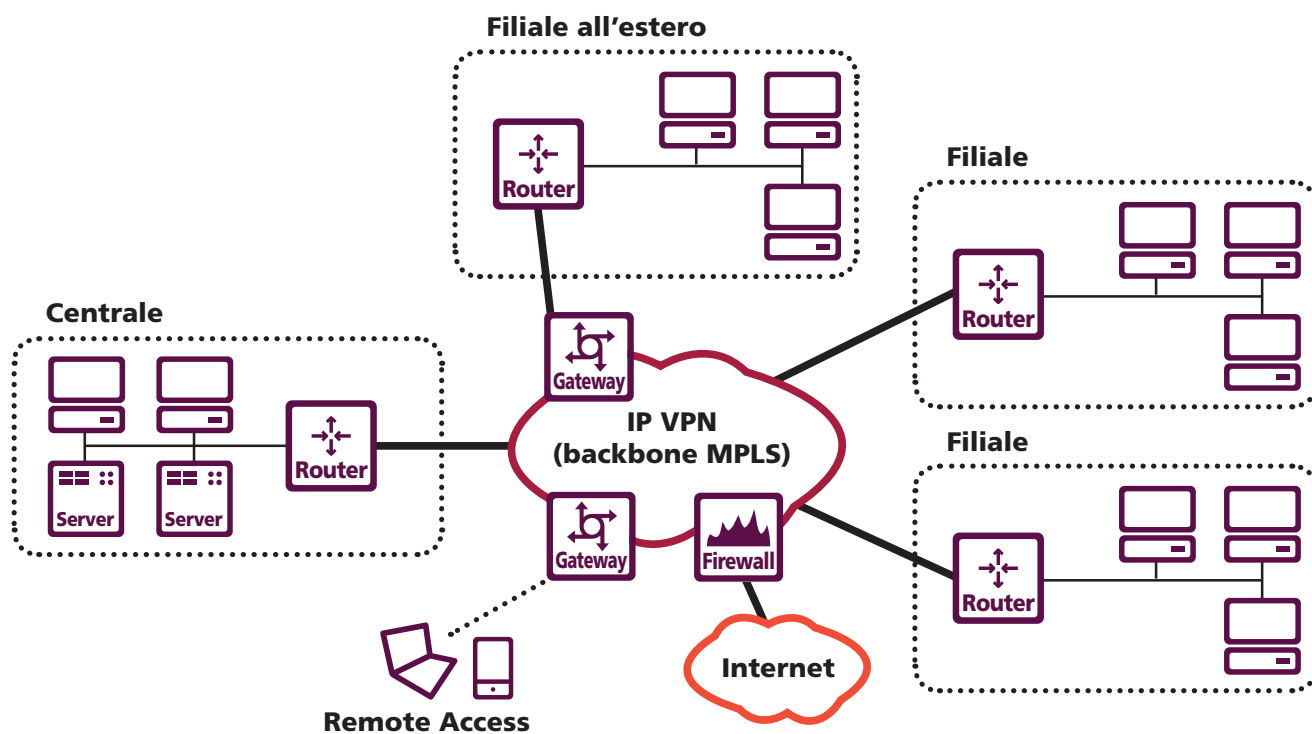 Filiale all’estero
Router
Filiale
Router
Centrale
Gateway
IP VPN
(backbone MPLS)
Router
Server
Server
Filiale
Gateway
Firewall
Router
Internet
Remote Access